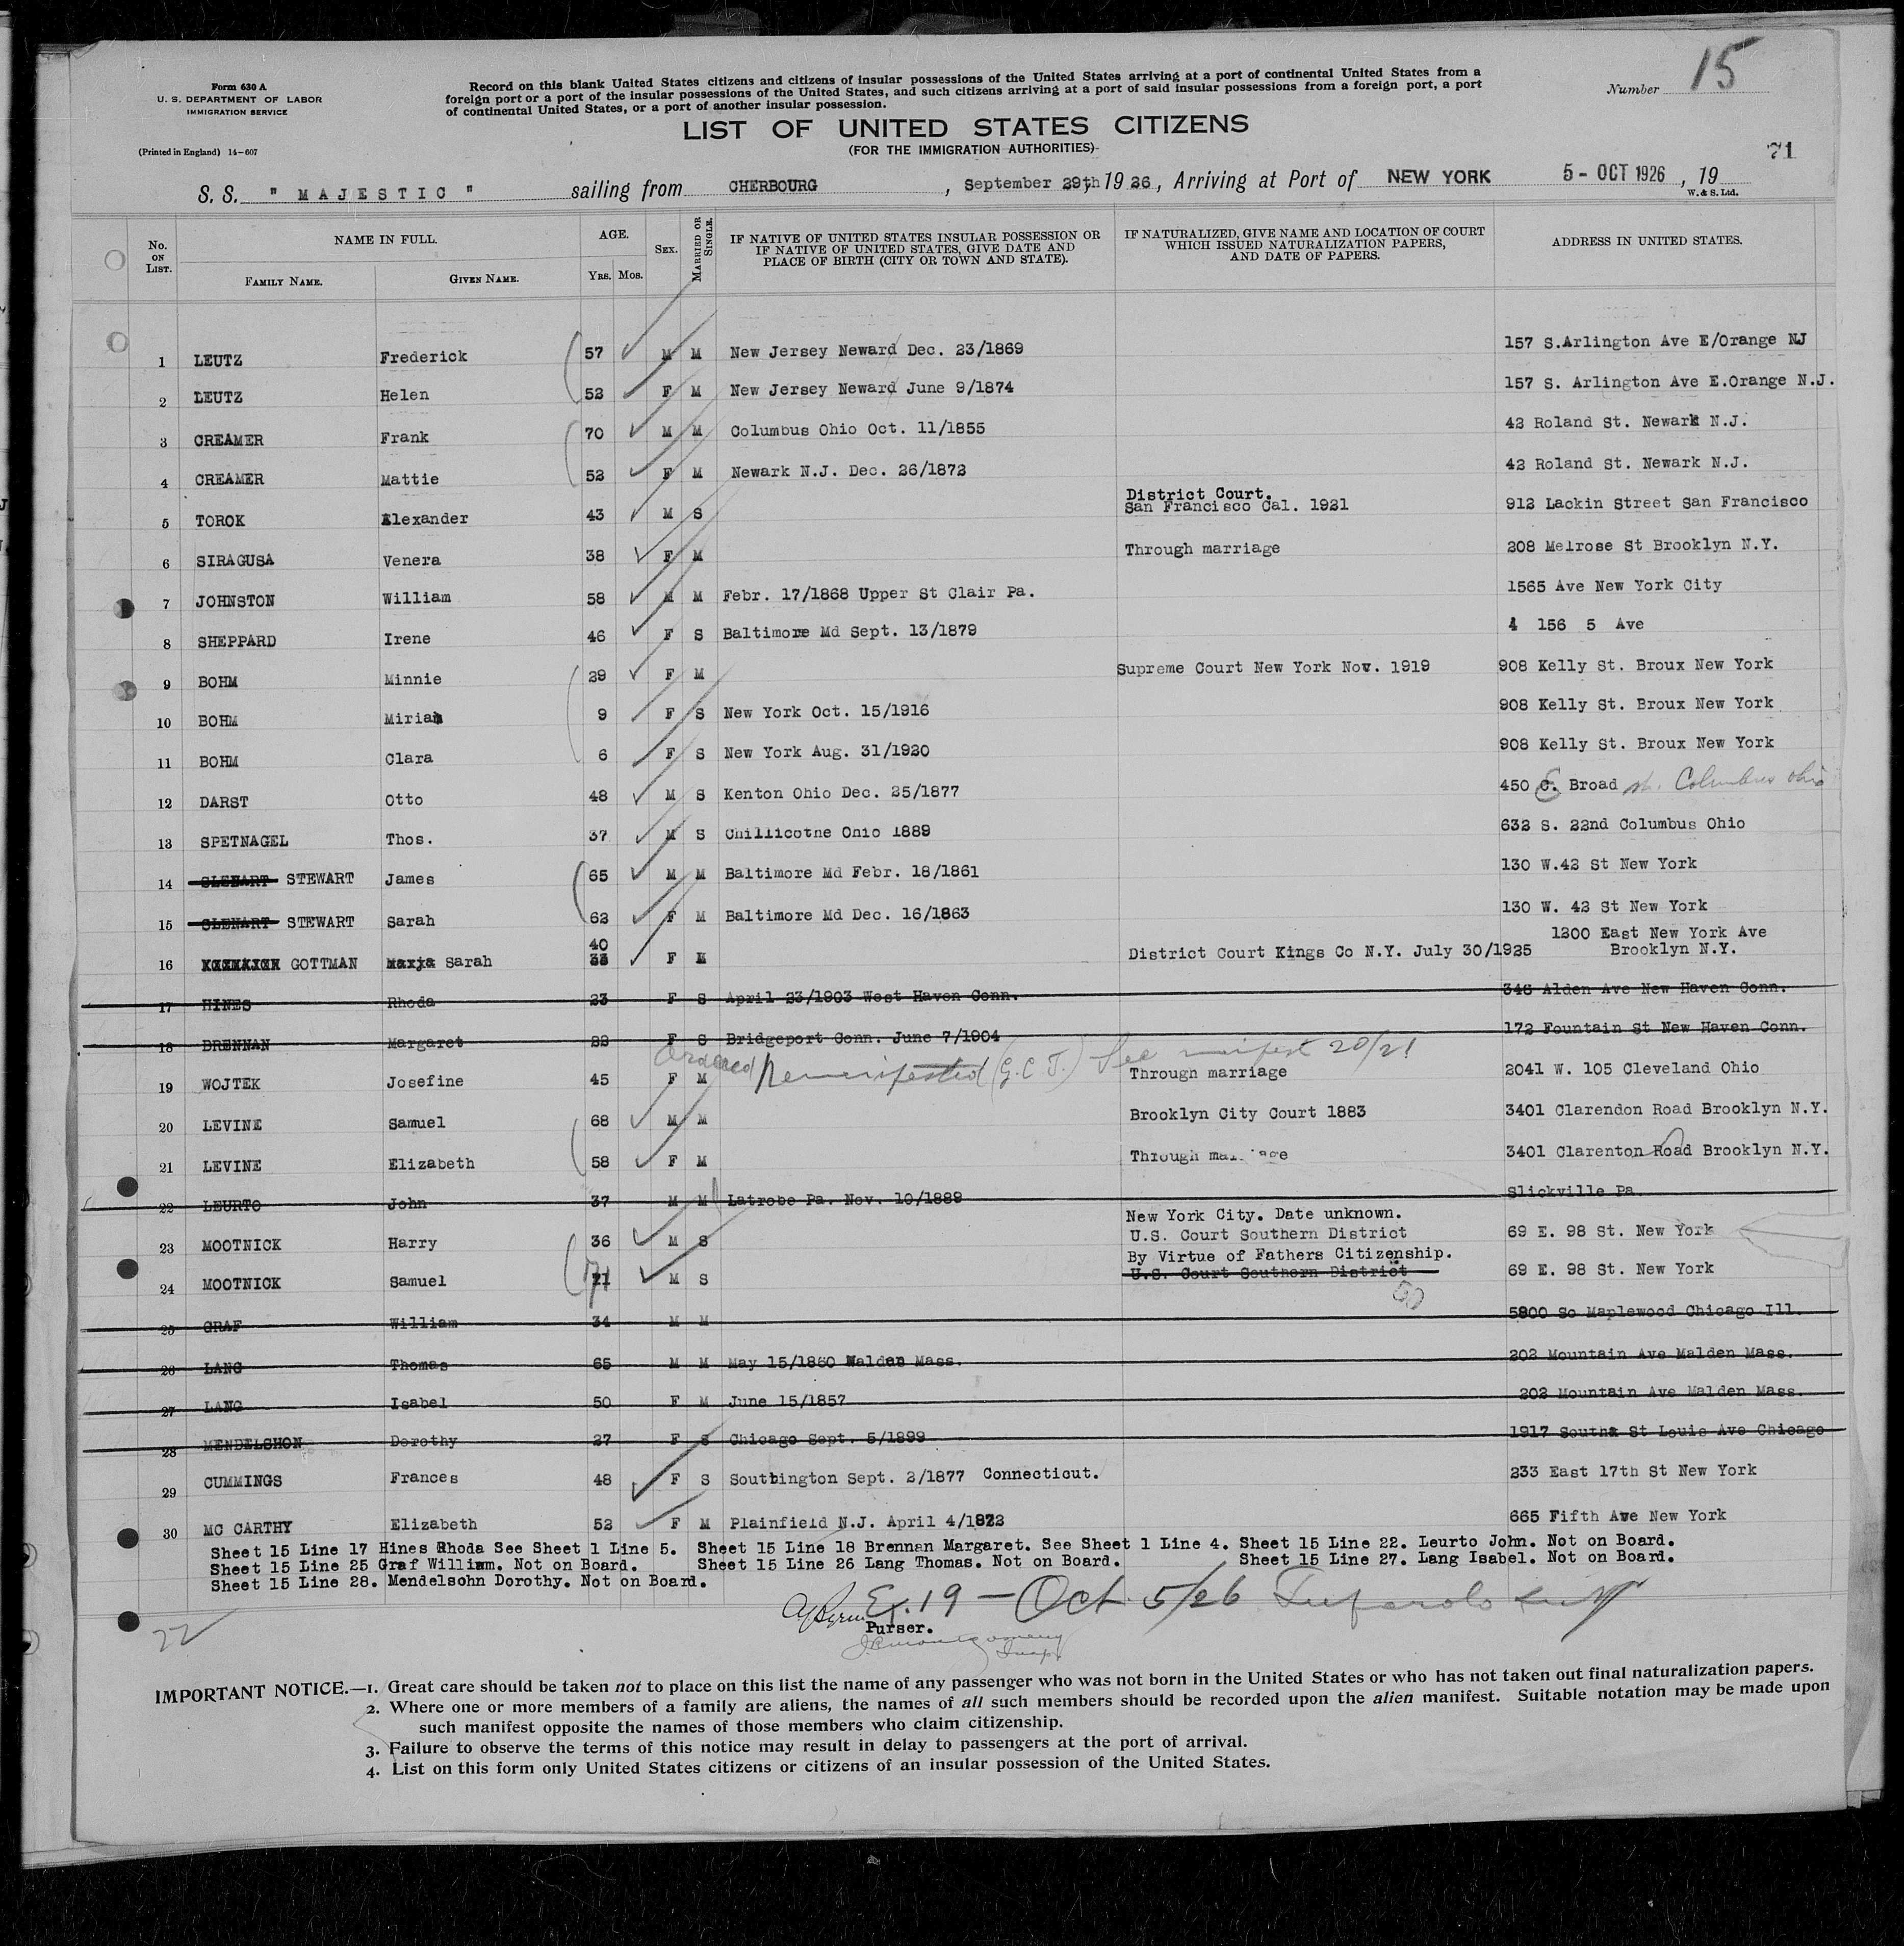 Form 630 A
U. S. DEPARTMENT OF LABOR
IMMIGRATION SERVICE
(Printed in England) 14-607
Record on this blank United States citizens and citizens of insular possessions of the United States arriving at a port of continental United States from a
foreign port or a port of the insular possessions of the United States, and such citizens arriving at a port of said insular possessions from a foreign port, a port
of continental United States, or a port of another insular possession.
Number 15
LIST OF UNITED STATES CITIZENS
(FOR THE IMMIGRATION AUTHORITIES)
71
S. S. " MAJESTIC " sailing from CHERBOURG, September 29th 1926, Arriving at Port of NEW YORK 5- OCT 1926, 19
W. & S. Ltd.
No. ON LIST. NAME IN FULL. FAMILY NAME. GIVEN NAME. AGE. YRS. MOS. SEX. MARRIED OR SINGLE. IF NATIVE OF UNITED STATES INSULAR POSSESSION OR IF NATIVE OF UNITED STATES, GIVE DATE AND PLACE OF BIRTH (CITY OR TOWN AND STATE). IF NATURALIZED, GIVE NAME AND LOCATION OF COURT WHICH ISSUED NATURALIZATION PAPERS, AND DATE OF PAPERS. ADDRESS IN UNITED STATES.
1 LEUTZ Frederick 57 M M New Jersey Neward Dec. 23/1869 157 S.Arlington Ave E/Orange NJ
2 LEUTZ Helen 52 F M New Jersey Neward June 9/1874 157 S. Arlington Ave E.Orange N.J.
3 CREAMER Frank 70 M M Columbus Ohio Oct. 11/1855 42 Roland St. Newark N.J.
4 CREAMER Mattie 52 F M Newark N.J. Dec. 26/1872 42 Roland St. Newark N.J.
5 TOROK Alexander 43 M S District Court. San Francisco Cal. 1921 912 Lackin Street San Francisco
6 SIRAGUSA Venera 38 F M Through marriage 208 Melrose St Brooklyn N.Y.
7 JOHNSTON William 58 M M Febr. 17/1868 Upper St Clair Pa. 1565 Ave New York City
8 SHEPPARD Irene 46 F S Baltimore Md Sept. 13/1879 4 156 5 Ave
9 BOHM Minnie 29 F M Supreme Court New York Nov. 1919 908 Kelly St. Broux New York
10 BOHM Miriam 9 F S New York Oct. 15/1916 908 Kelly St. Broux New York
11 BOHM Clara 6 F S New York Aug. 31/1920 908 Kelly St. Broux New York
12 DARST Otto 48 M S Kenton Ohio Dec. 25/1877 450 E. Broad st. Columbus Ohio
13 SPETNAGEL Thos. 37 M S Chillicothe Ohio 1889 632 S. 22nd Columbus Ohio
14 SLENART STEWART James 65 M M Baltimore Md Febr. 18/1861 130 W.42 St New York
15 SLENART STEWART Sarah 62 F M Baltimore Md Dec. 16/1863 130 W. 42 St New York
16 GOTTMAN Sarah 40 33 F M District Court Kings Co N.Y. July 30/1925 1200 East New York Ave Brooklyn N.Y.
17 HINES Rhoda 23 F S April 23/1903 West Haven Conn. 346 Alden Ave New Haven Conn.
18 BRENNAN Margaret 22 F S Bridgeport Conn. June 7/1904 172 Fountain St New Haven Conn.
Ordered Remanifested (G.C.T.) See manifest 20/21
19 WOJTEK Josefine 45 F M Through marriage 2041 W. 105 Cleveland Ohio
20 LEVINE Samuel 68 M M Brooklyn City Court 1883 3401 Clarendon Road Brooklyn N.Y.
21 LEVINE Elizabeth 58 F M Through marriage 3401 Clarenton Road Brooklyn N.Y.
22 LEURTO John 37 M M Latrobe Pa. Nov. 10/1889 Slickville Pa.
23 MOOTNICK Harry 36 M S New York City. Date unknown. U.S. Court Southern District 69 E. 98 St. New York
24 MOOTNICK Samuel 71 M S By Virtue of Fathers Citizenship. U.S. Court Southern District 69 E. 98 St. New York
25 GRAF William 34 M M 5800 So Maplewood Chicago Ill.
26 LANG Thomas 65 M M May 15/1860 Malden Mass. 202 Mountain Ave Malden Mass.
27 LANG Isabel 50 F M June 15/1857 202 Mountain Ave Malden Mass.
28 MENDELSHON Dorothy 27 F S Chicago Sept. 5/1899 1917 South St Louis Ave Chicago
29 CUMMINGS Frances 48 F S Southington Sept. 2/1877 Connecticut. 233 East 17th St New York
30 MC CARTHY Elizabeth 52 F M Plainfield N.J. April 4/1872 665 Fifth Ave New York
Sheet 15 Line 17 Hines Rhoda See Sheet 1 Line 5. Sheet 15 Line 18 Brennan Margaret. See Sheet 1 Line 4. Sheet 15 Line 22. Leurto John. Not on Board.
Sheet 15 Line 25 Graf William. Not on Board. Sheet 15 Line 26 Lang Thomas. Not on Board. Sheet 15 Line 27. Lang Isabel. Not on Board.
Sheet 15 Line 28. Mendelsohn Dorothy. Not on Board.
Ex. 19 - Oct. 5/26
Purser.
22
IMPORTANT NOTICE.—1. Great care should be taken not to place on this list the name of any passenger who was not born in the United States or who has not taken out final naturalization papers.
2. Where one or more members of a family are aliens, the names of all such members should be recorded upon the alien manifest. Suitable notation may be made upon
such manifest opposite the names of those members who claim citizenship.
3. Failure to observe the terms of this notice may result in delay to passengers at the port of arrival.
4. List on this form only United States citizens or citizens of an insular possession of the United States.